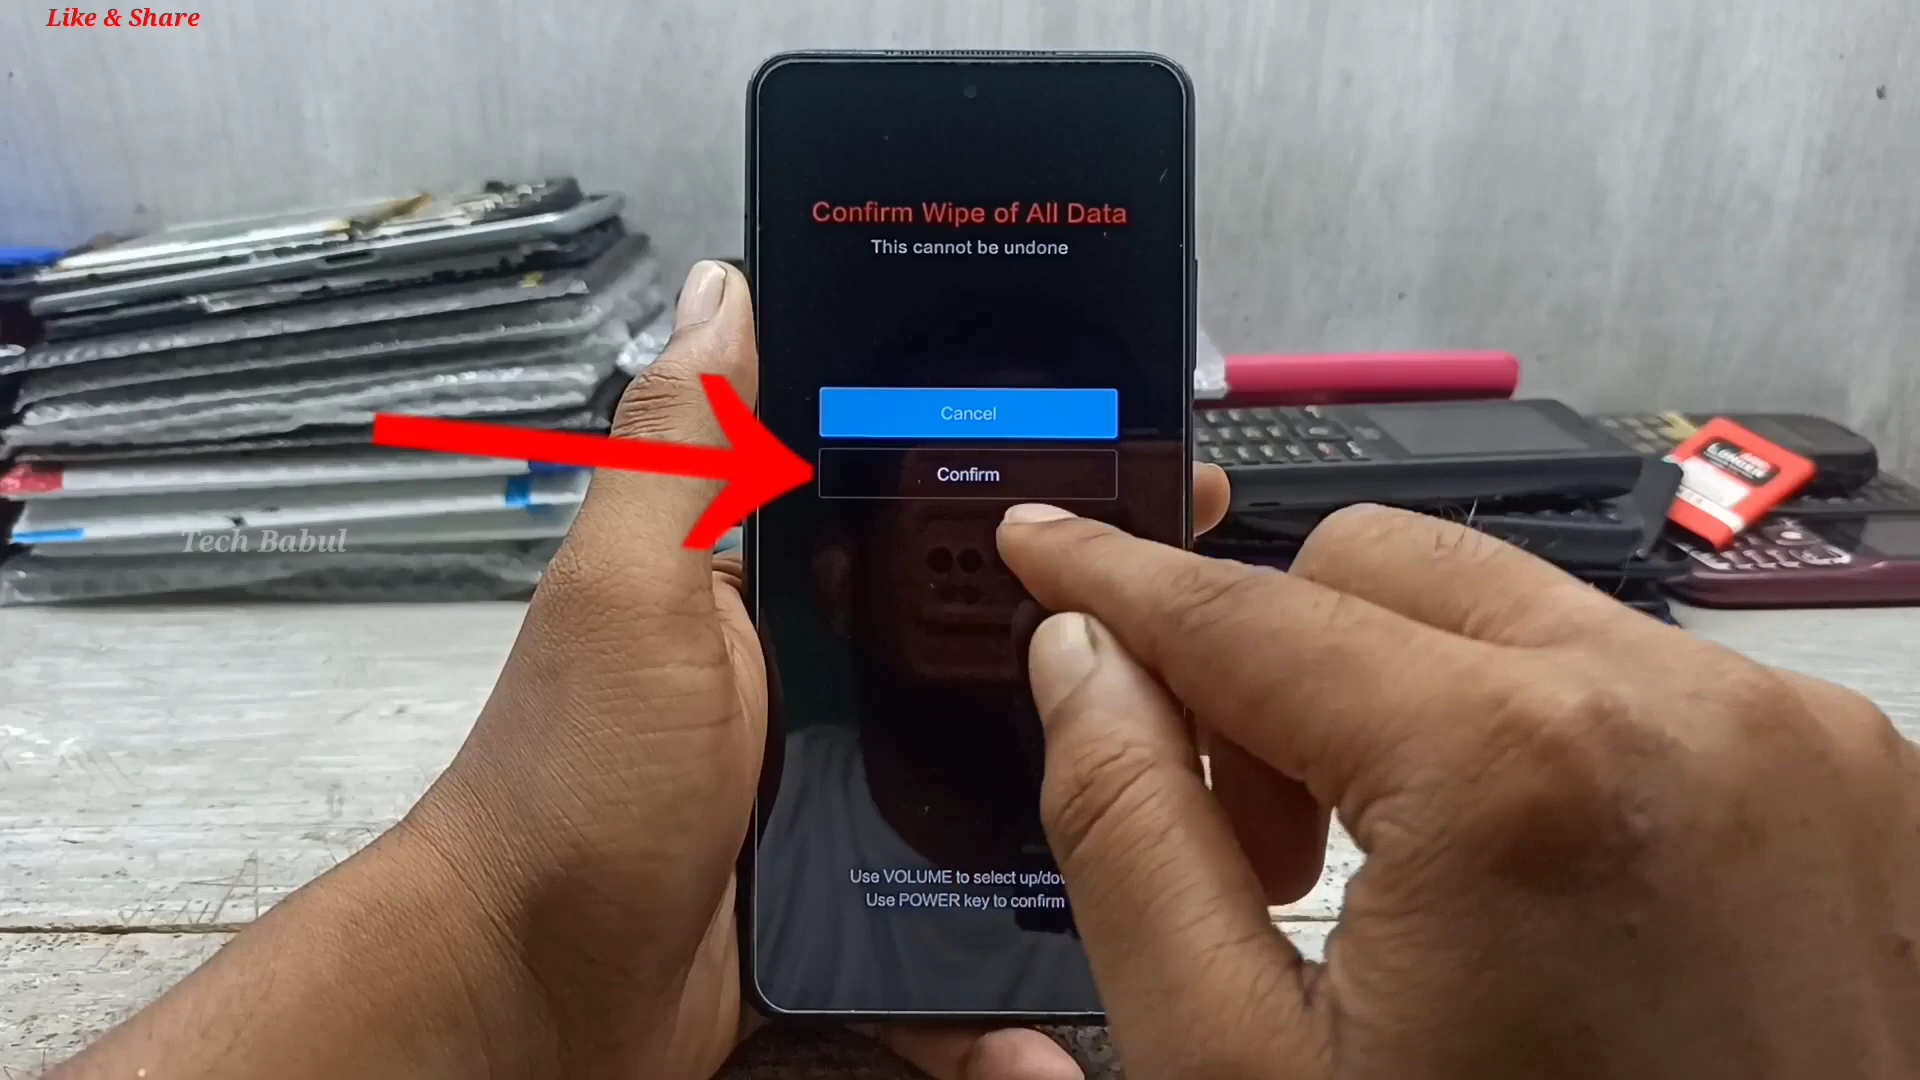 Like & Share
Confirm Wipe of All Data
This cannot be undone
Cancel
Confirm
Tech Babul
Use VOLUME to select
Use POWER key to confirm